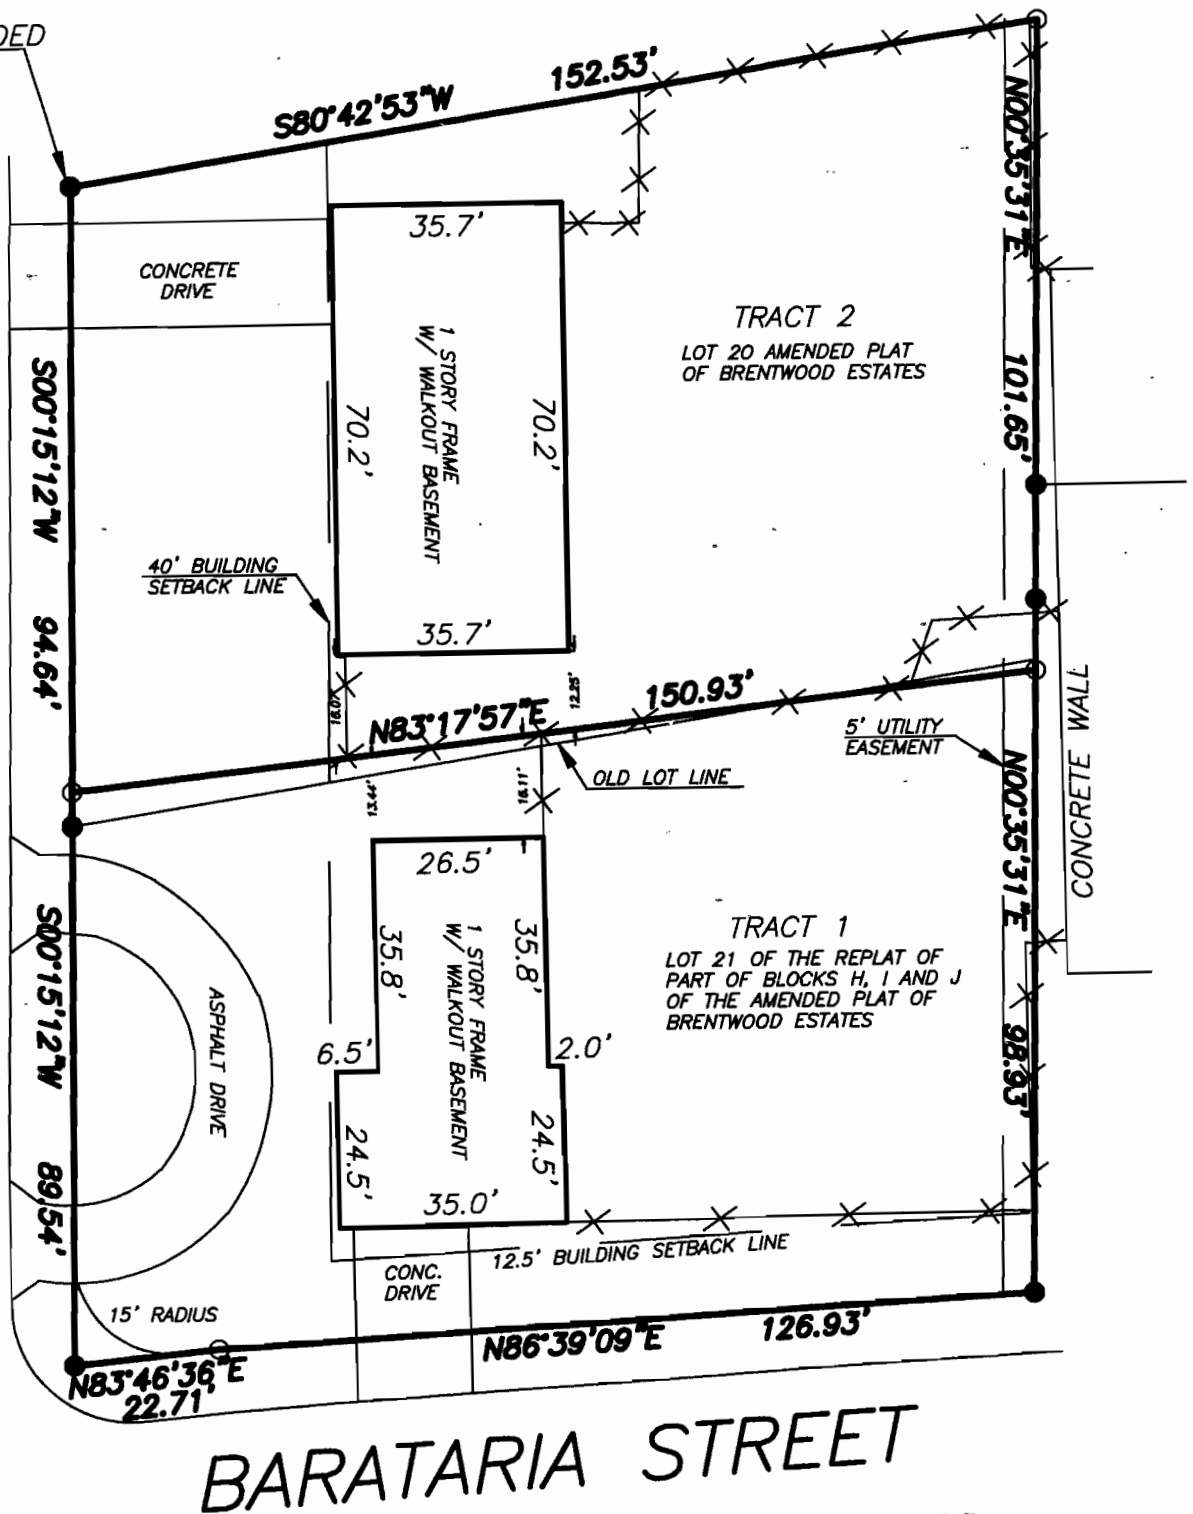 DED
S80°42'53"W 152.53'
N00°35'31"E 101.65'
35.7'
CONCRETE
DRIVE
1 STORY FRAME
W/ WALKOUT BASEMENT
70.2'
70.2'
35.7'
TRACT 2
LOT 20 AMENDED PLAT
OF BRENTWOOD ESTATES
S00°15'12"W 94.64'
40' BUILDING
SETBACK LINE
12.25'
N83°17'57"E 150.93'
5' UTILITY
EASEMENT
OLD LOT LINE
CONCRETE WALL
N00°35'31"E 98.93'
26.5'
35.8'
35.8'
1 STORY FRAME
W/ WALKOUT BASEMENT
TRACT 1
LOT 21 OF THE REPLAT OF
PART OF BLOCKS H, I AND J
OF THE AMENDED PLAT OF
BRENTWOOD ESTATES
S00°15'12"W 89.54'
ASPHALT DRIVE
6.5'
2.0'
24.5'
24.5'
35.0'
12.5' BUILDING SETBACK LINE
CONC.
DRIVE
15' RADIUS
N83°46'36"E
22.71'
N86°39'09"E 126.93'
BARATARIA STREET